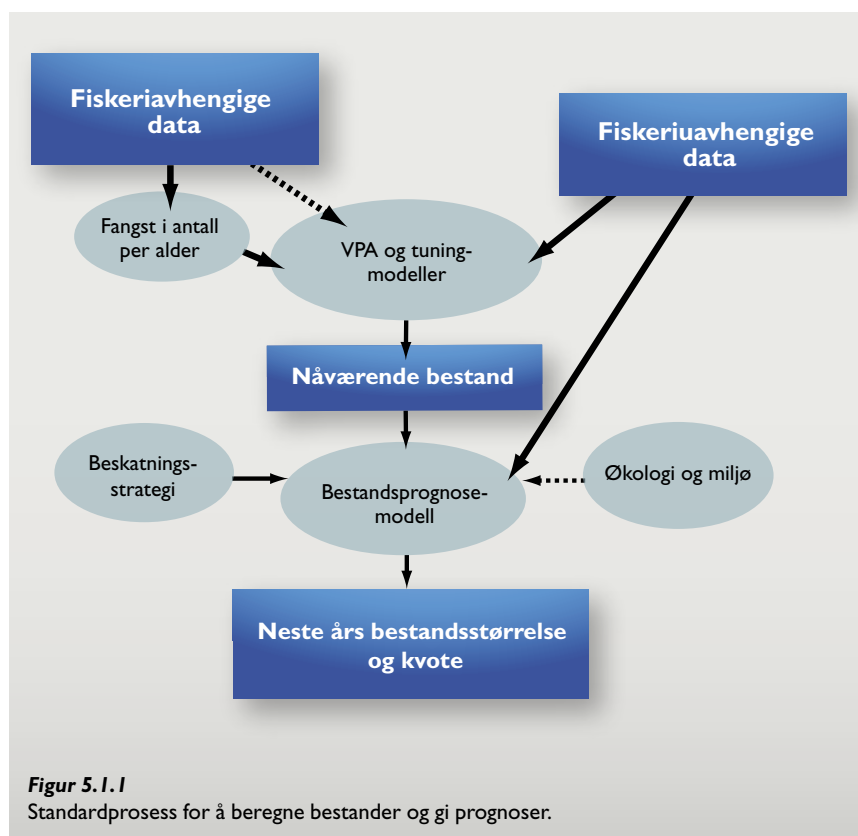 Fiskeriavhengige
data
Fiskeriuavhengige
data
Fangst i antall
per alder
VPA og tuning-
modeller
Nåværende bestand
Beskatnings-
strategi
Bestandsprognose-
modell
Økologi og miljø
Neste års bestandsstørrelse
og kvote
Figur 5.1.1
Standardprosess for å beregne bestander og gi prognoser.